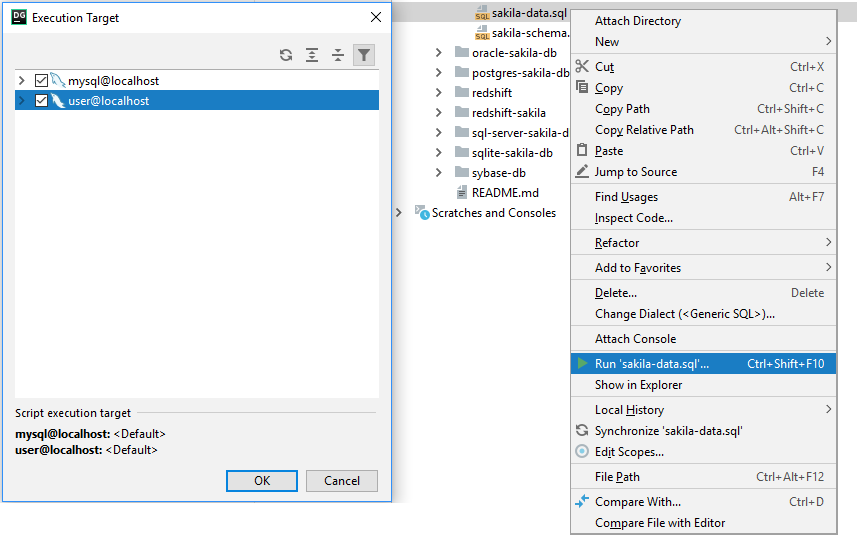 DG Execution Target
mysql@localhost
user@localhost
Script execution target
mysql@localhost: <Default>
user@localhost: <Default>
OK
Cancel
SQL sakila-data.sql
SQL sakila-schema.
oracle-sakila-db
postgres-sakila-db
redshift
redshift-sakila
sql-server-sakila-d
sqlite-sakila-db
sybase-db
README.md
Scratches and Consoles
Attach Directory
New
Cut Ctrl+X
Copy Ctrl+C
Copy Path Ctrl+Shift+C
Copy Relative Path Ctrl+Alt+Shift+C
Paste Ctrl+V
Jump to Source F4
Find Usages Alt+F7
Inspect Code...
Refactor
Add to Favorites
Delete... Delete
Change Dialect (<Generic SQL>)...
Attach Console
Run 'sakila-data.sql'... Ctrl+Shift+F10
Show in Explorer
Local History
Synchronize 'sakila-data.sql'
Edit Scopes...
File Path Ctrl+Alt+F12
Compare With... Ctrl+D
Compare File with Editor